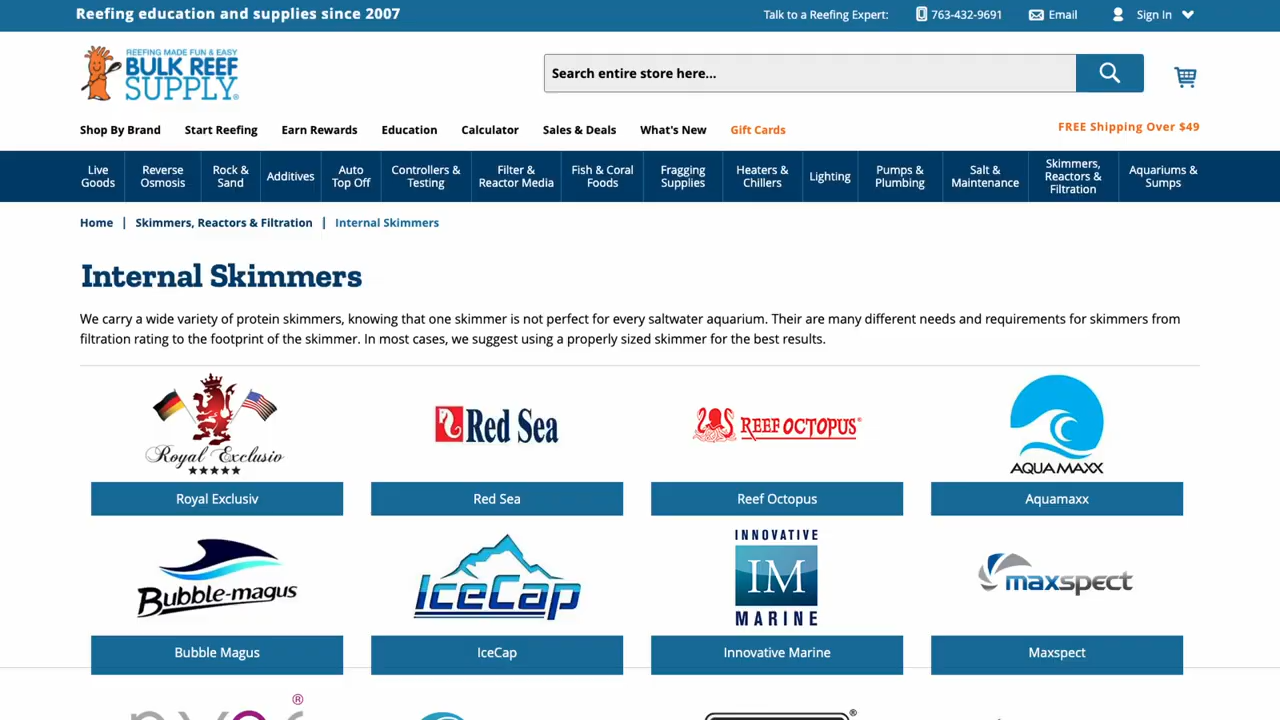 Reefing education and supplies since 2007
Talk to a Reefing Expert: 763-432-9691 Email Sign In
REEFING MADE FUN & EASY
BULK REEF
SUPPLY®
Search entire store here...
Shop By Brand Start Reefing Earn Rewards Education Calculator Sales & Deals What's New Gift Cards
FREE Shipping Over $49
Live Goods
Reverse Osmosis
Rock & Sand
Additives
Auto Top Off
Controllers & Testing
Filter & Reactor Media
Fish & Coral Foods
Fragging Supplies
Heaters & Chillers
Lighting
Pumps & Plumbing
Salt & Maintenance
Skimmers, Reactors & Filtration
Aquariums & Sumps
Home | Skimmers, Reactors & Filtration | Internal Skimmers
Internal Skimmers
We carry a wide variety of protein skimmers, knowing that one skimmer is not perfect for every saltwater aquarium. Their are many different needs and requirements for skimmers from
filtration rating to the footprint of the skimmer. In most cases, we suggest using a properly sized skimmer for the best results.
Royal Exclusiv
Red Sea
REEF OCTOPUS®
AQUAMAXX
Royal Exclusiv
Red Sea
Reef Octopus
Aquamaxx
Bubble-magus
IceCap
INNOVATIVE
IM
MARINE
maxspect
Bubble Magus
IceCap
Innovative Marine
Maxspect